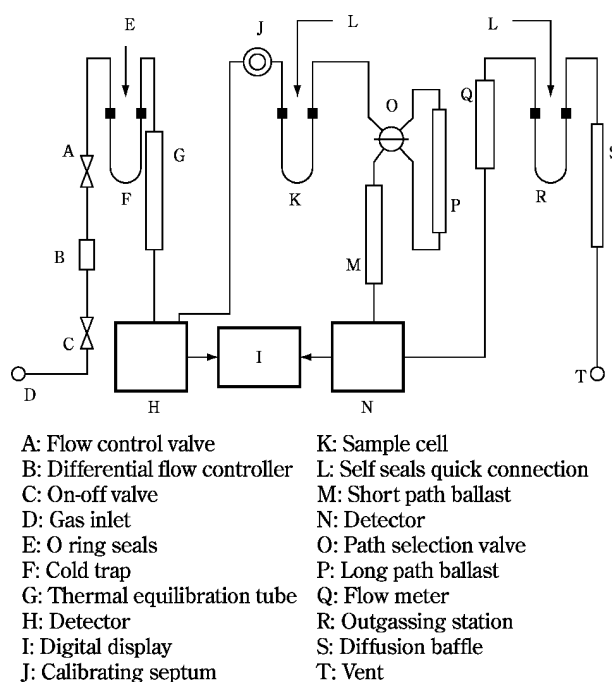 E
L
J
L
A
F
G
K
O
P
Q
R
S
B
M
C
D
H
I
N
T
A: Flow control valve
B: Differential flow controller
C: On-off valve
D: Gas inlet
E: O ring seals
F: Cold trap
G: Thermal equilibration tube
H: Detector
I: Digital display
J: Calibrating septum
K: Sample cell
L: Self seals quick connection
M: Short path ballast
N: Detector
O: Path selection valve
P: Long path ballast
Q: Flow meter
R: Outgassing station
S: Diffusion baffle
T: Vent